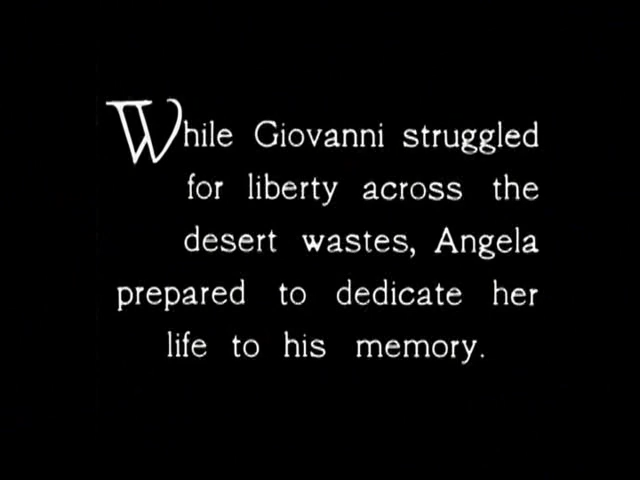 While Giovanni struggled
for liberty across the
desert wastes, Angela
prepared to dedicate her
life to his memory.